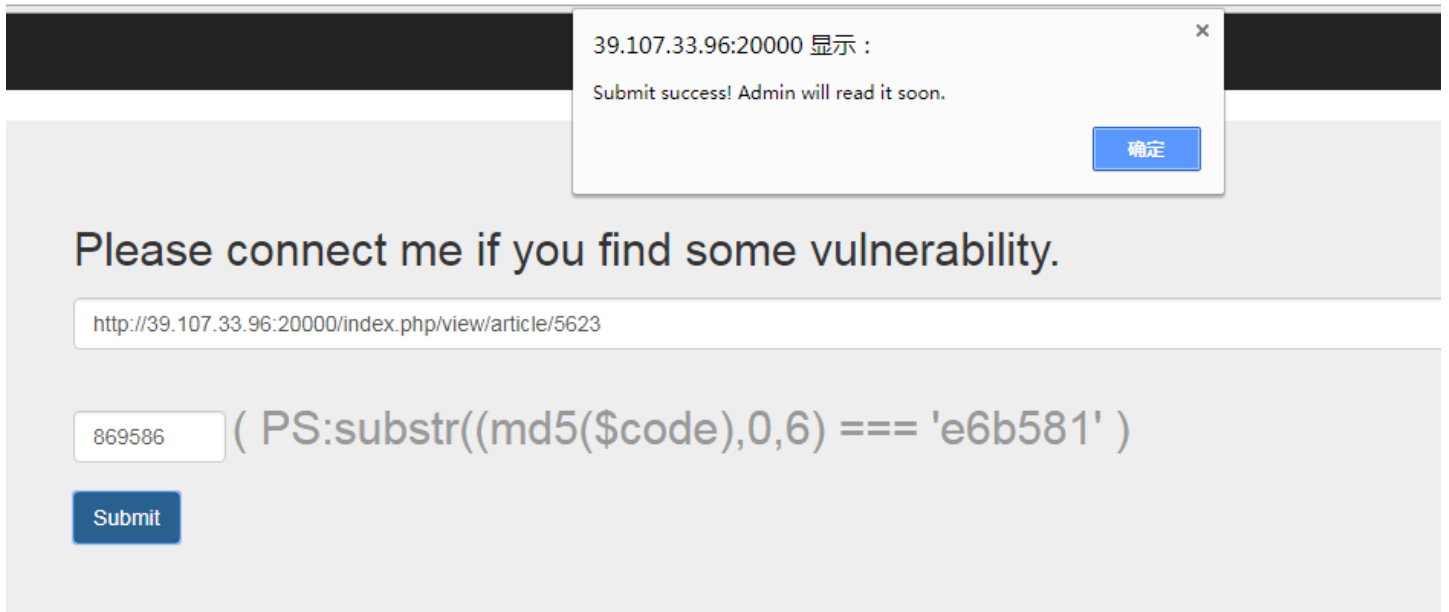 39.107.33.96:20000 显示：
Submit success! Admin will read it soon.
确定
Please connect me if you find some vulnerability.
http://39.107.33.96:20000/index.php/view/article/5623
869586 ( PS:substr((md5($code),0,6) === 'e6b581' )
Submit